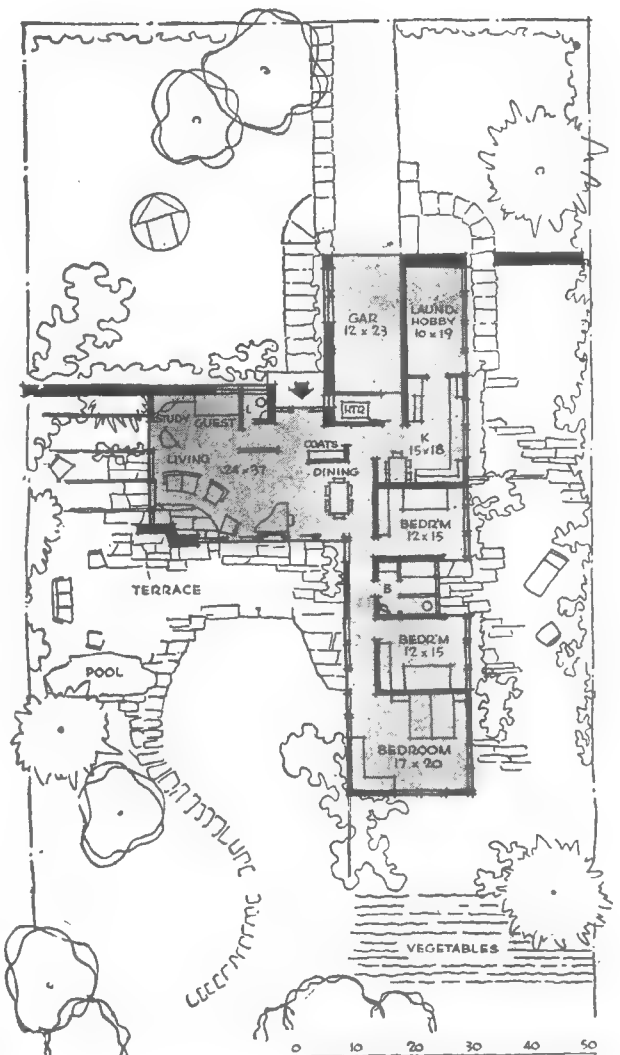 GAR
12 x 23
LAUND.
HOBBY
10 x 19
STUDY
GUEST
L
HTR
COATS
K
15 x 18
LIVING
24 x 37
DINING
BEDR'M
12 x 15
TERRACE
B
BEDR'M
12 x 15
POOL
BEDROOM
17 x 20
VEGETABLES
0 10 20 30 40 50